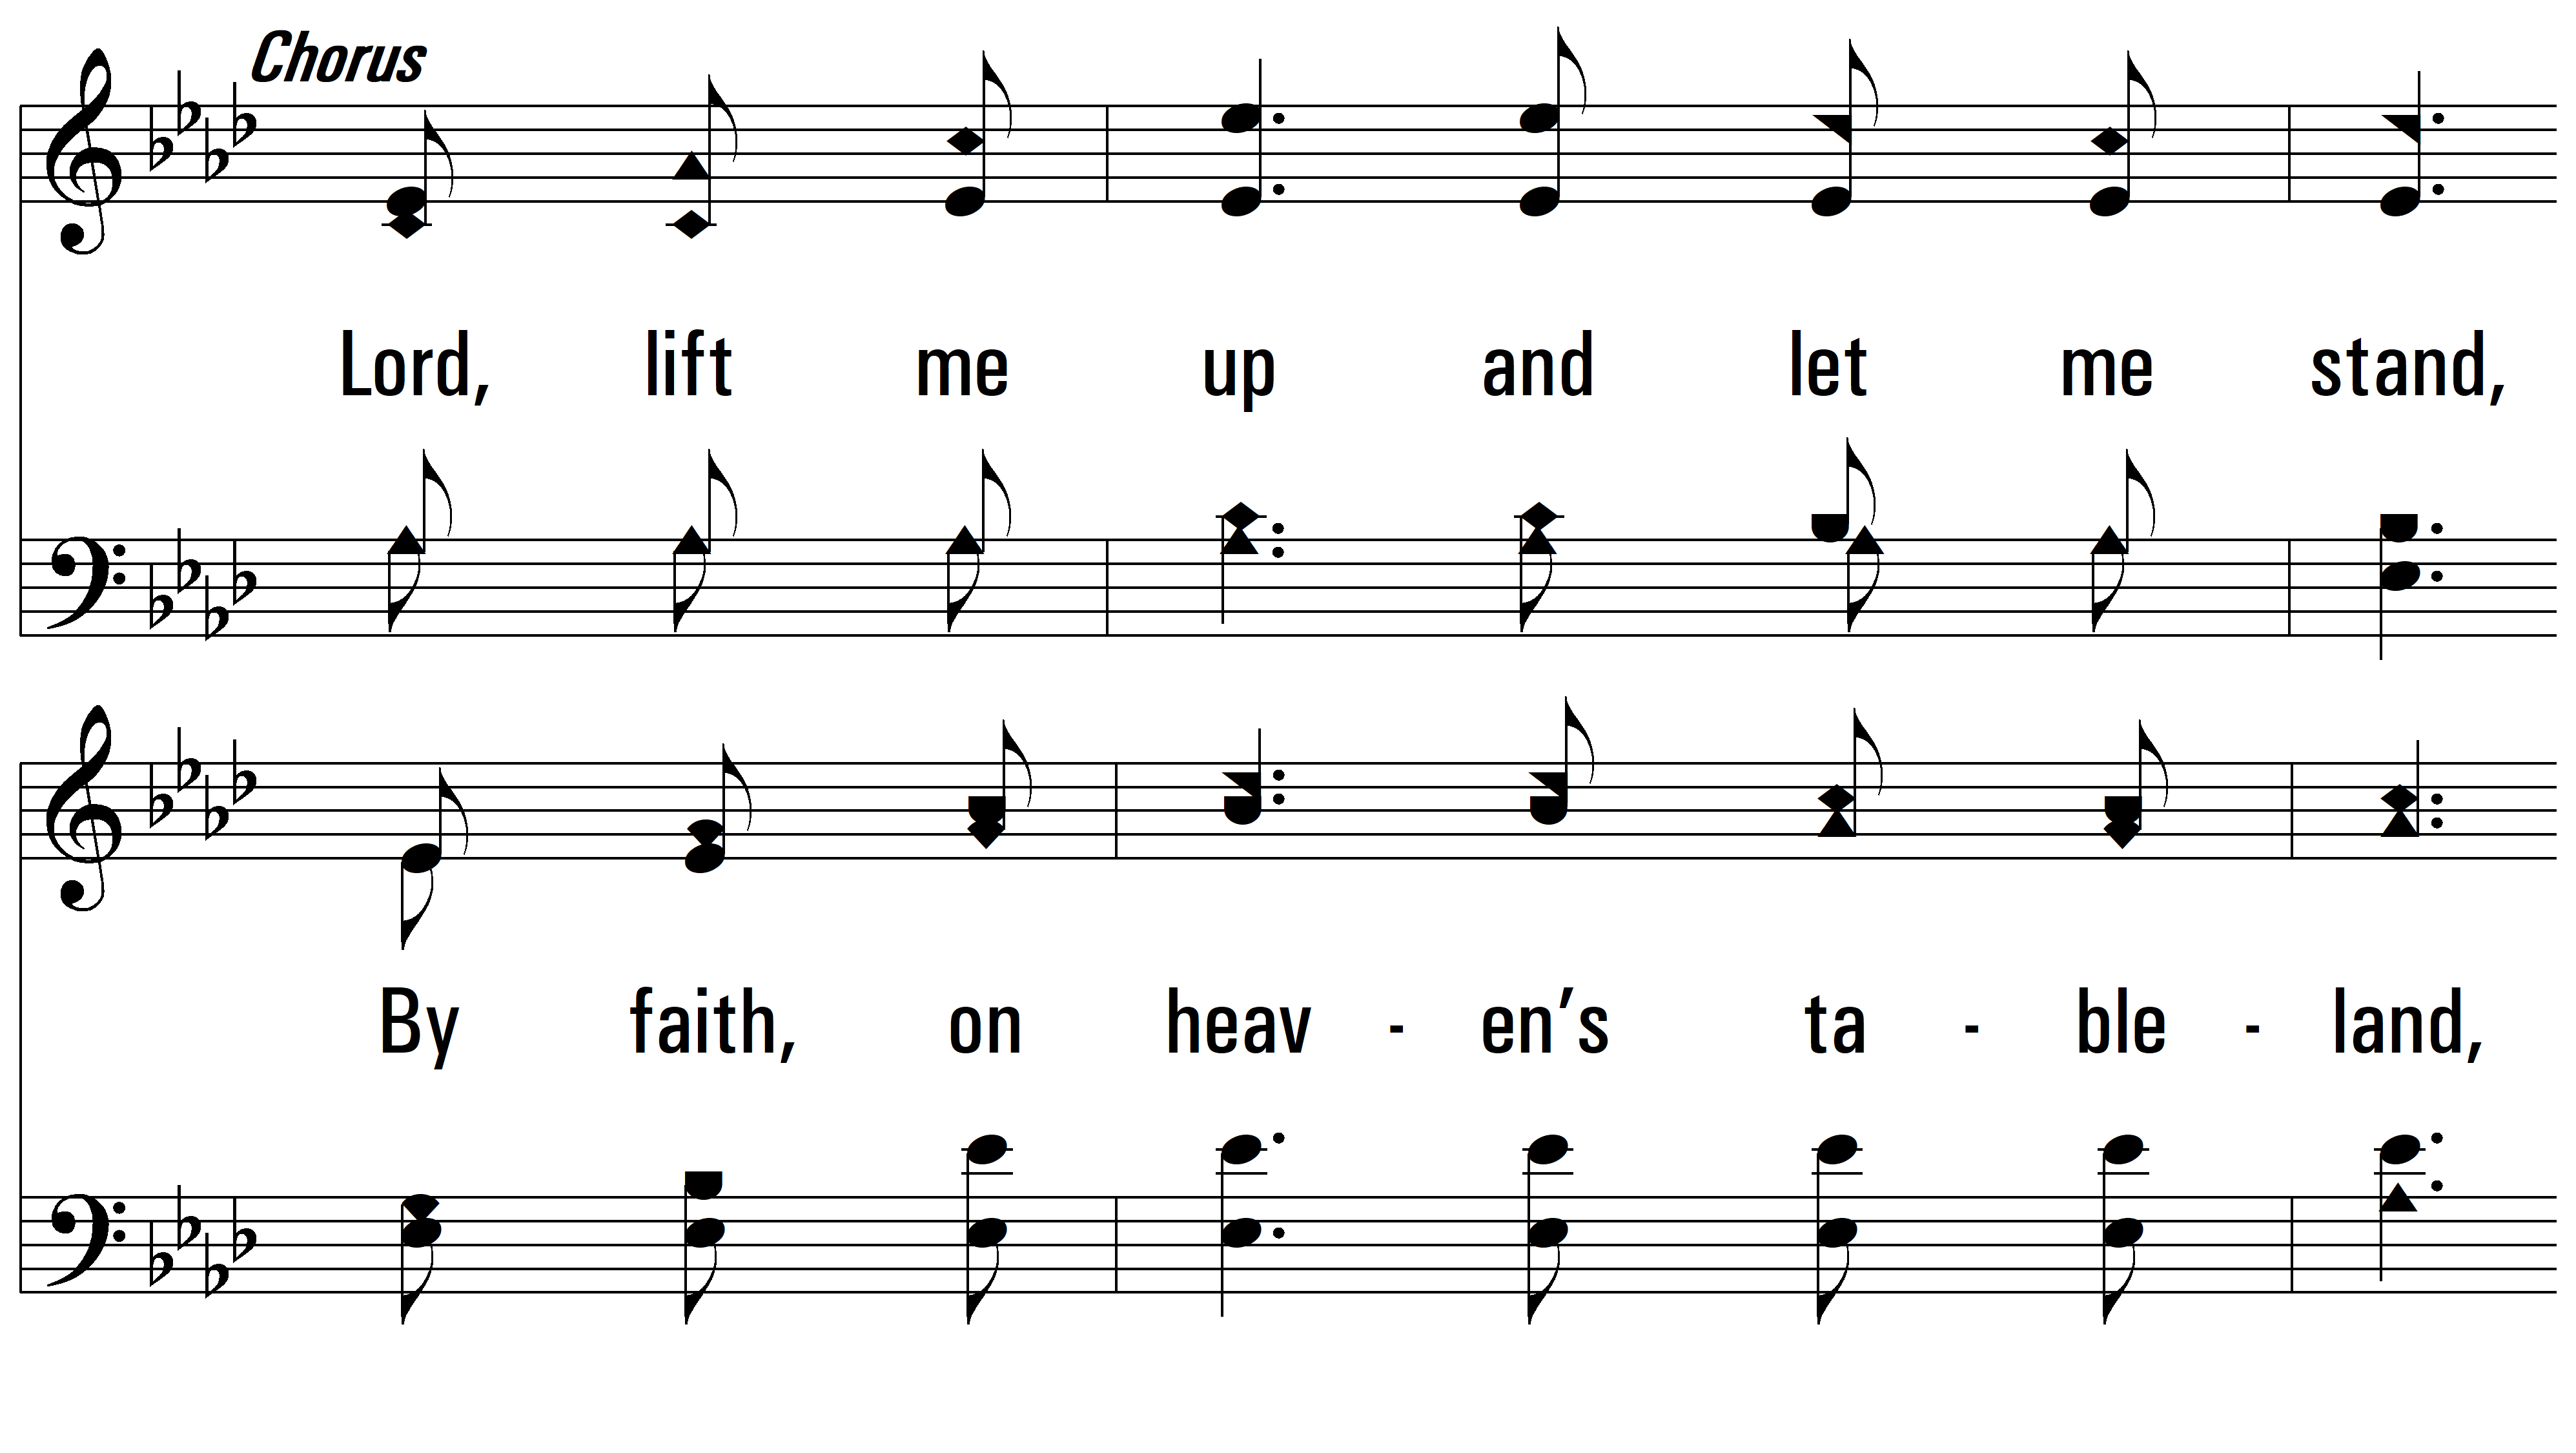 Chorus
Lord, lift me up and let me stand,
By faith, on heav - en’s ta - ble - land,